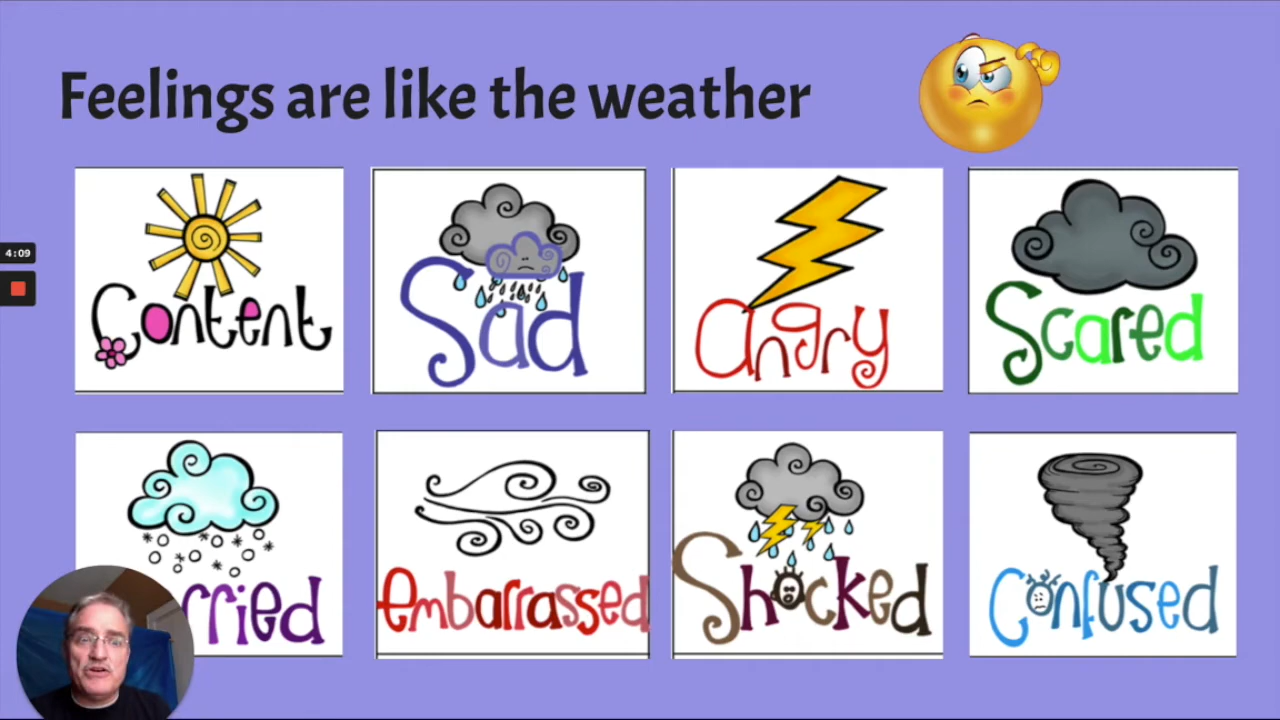 Feelings are like the weather
4:09
Content
Sad
angry
Scared
rried
embarrassed
Shocked
Confused